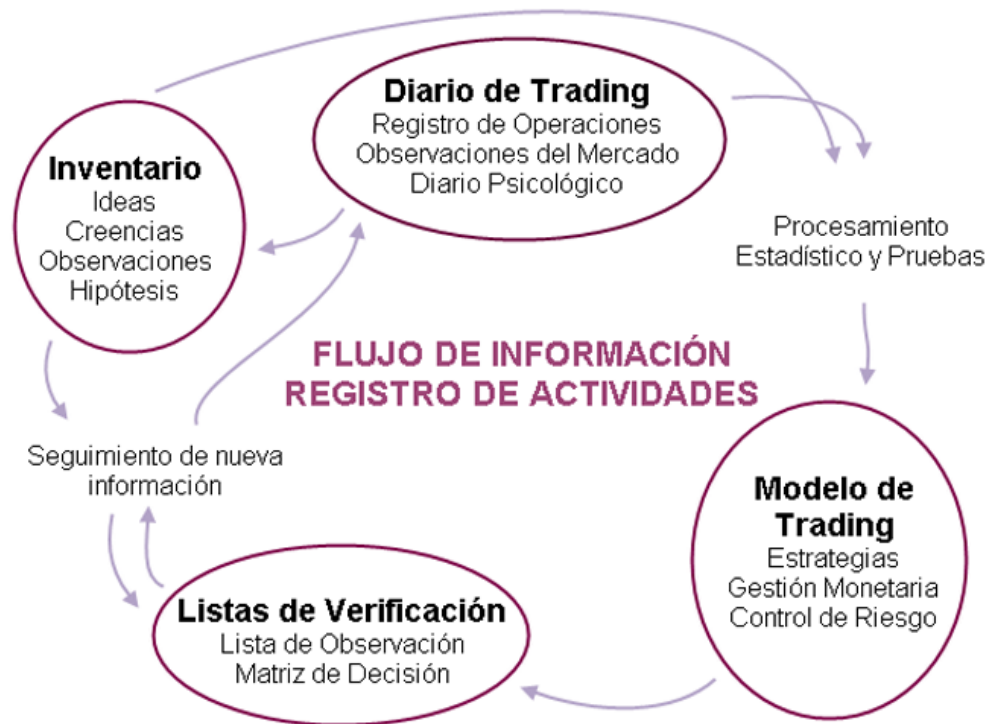 Diario de Trading
Registro de Operaciones
Observaciones del Mercado
Diario Psicológico
Inventario
Ideas
Creencias
Observaciones
Hipótesis
Procesamiento
Estadístico y Pruebas
FLUJO DE INFORMACIÓN
REGISTRO DE ACTIVIDADES
Seguimiento de nueva
información
Modelo de
Trading
Estrategias
Gestión Monetaria
Control de Riesgo
Listas de Verificación
Lista de Observación
Matriz de Decisión